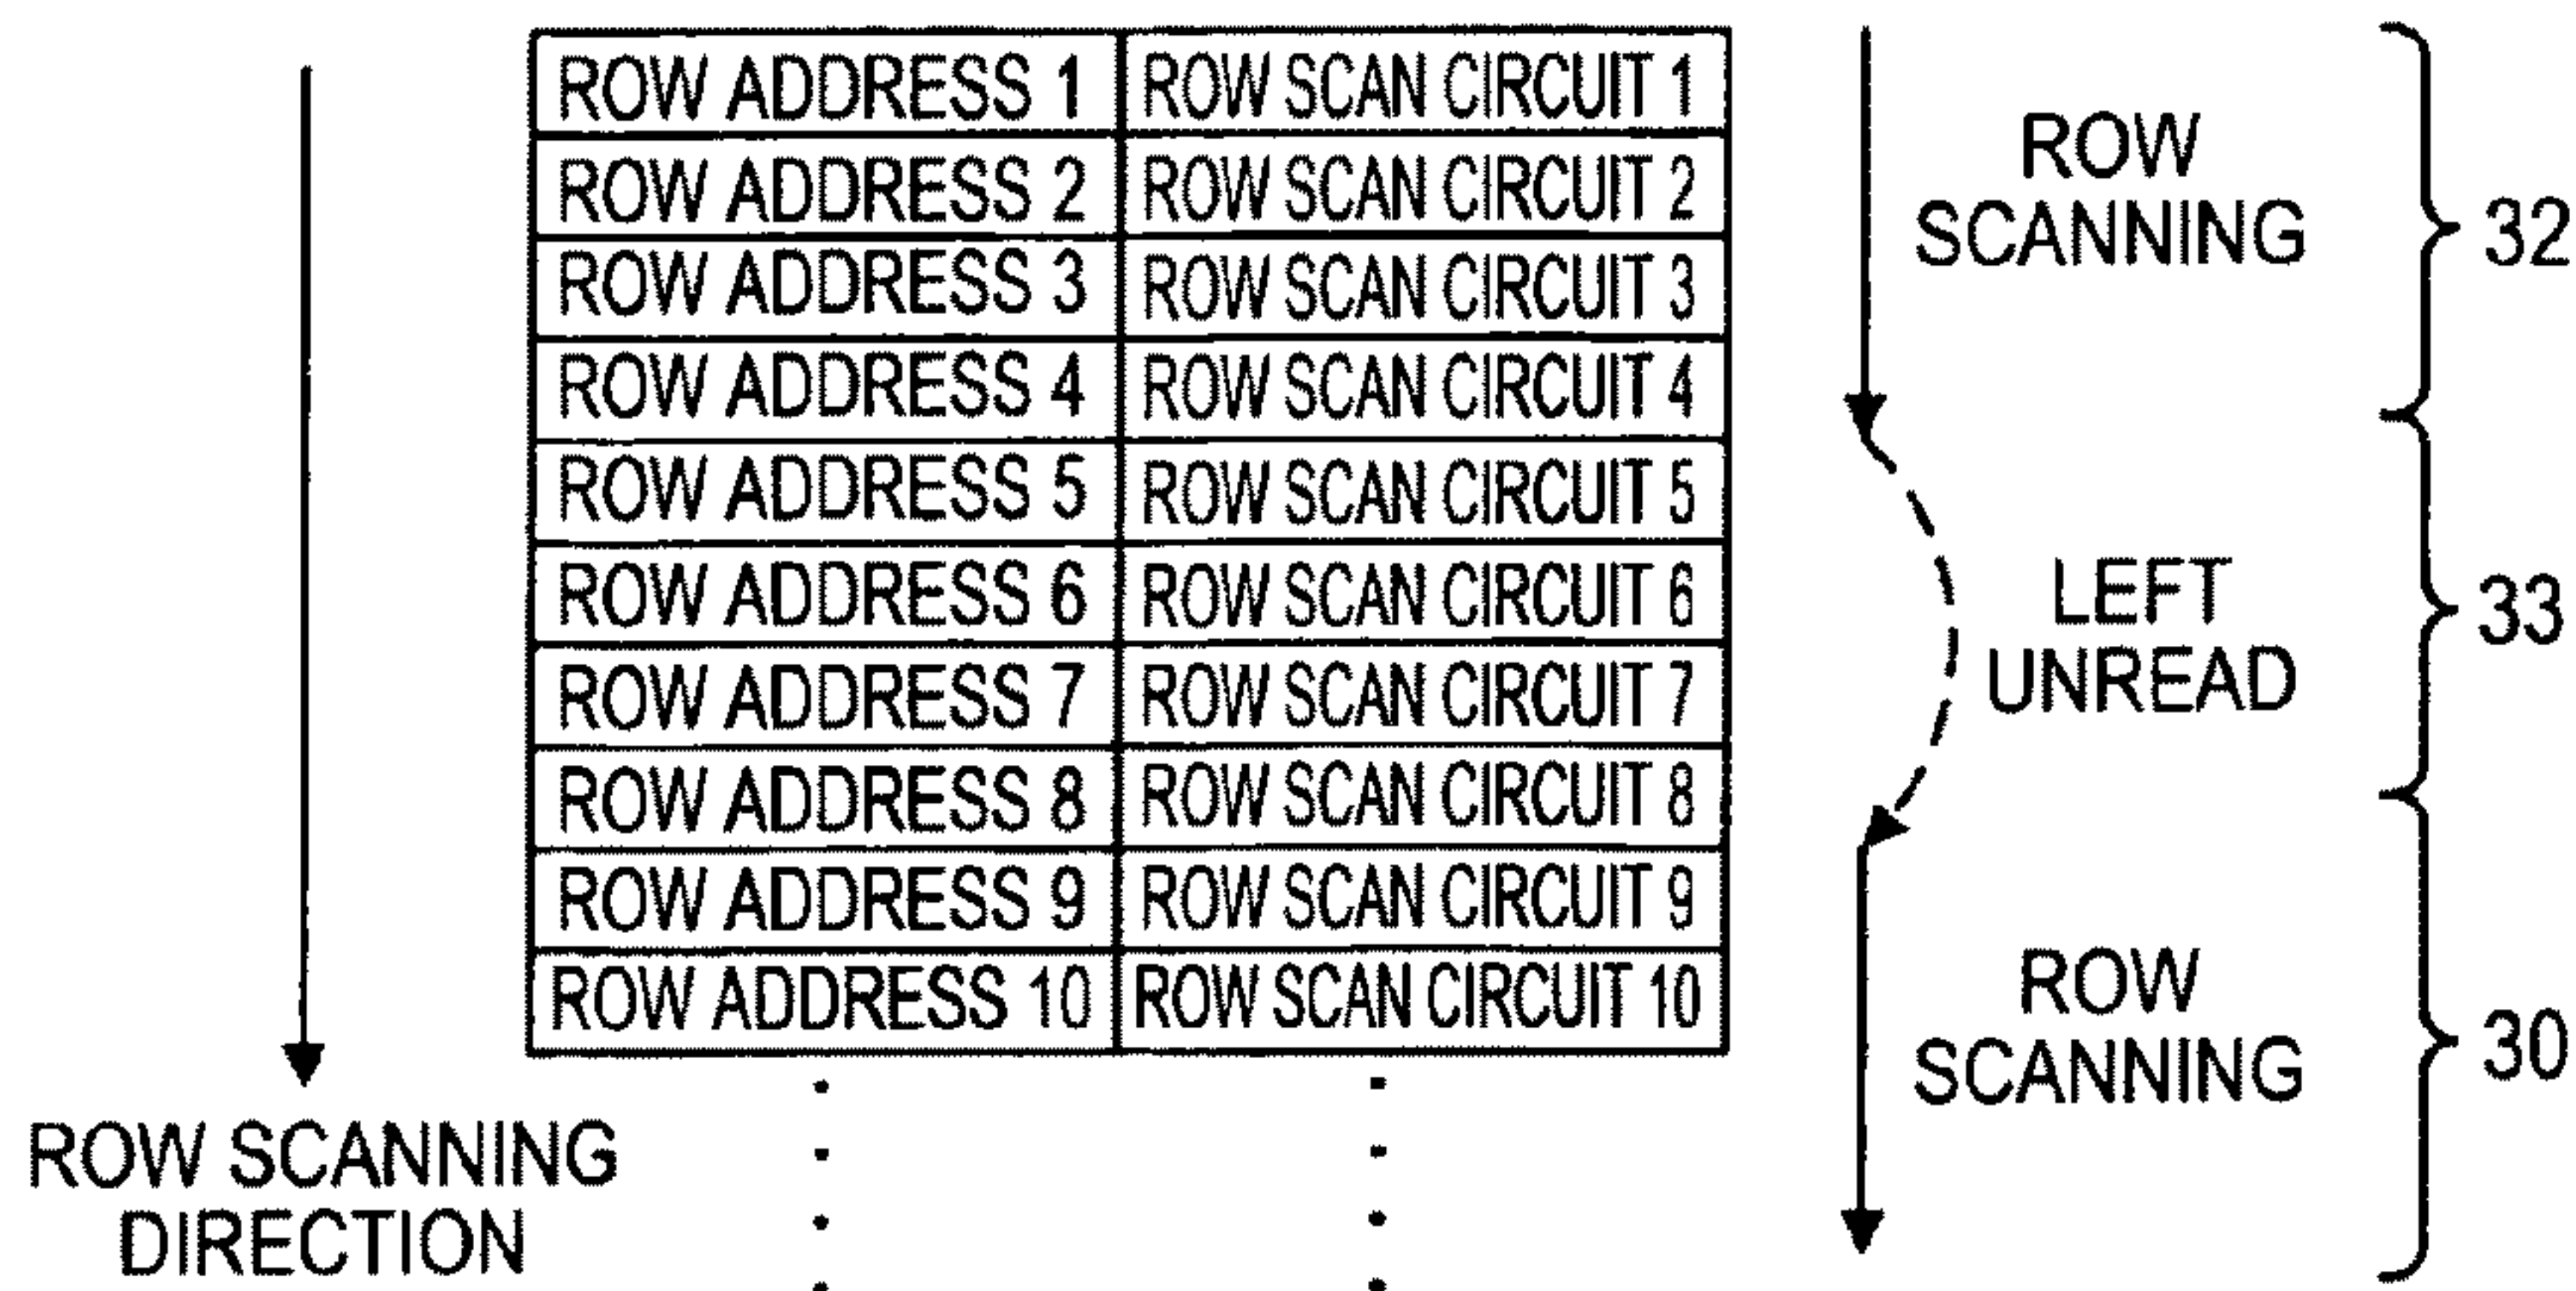 ROW ADDRESS 1 ROW SCAN CIRCUIT 1
ROW ADDRESS 2 ROW SCAN CIRCUIT 2
ROW ADDRESS 3 ROW SCAN CIRCUIT 3
ROW ADDRESS 4 ROW SCAN CIRCUIT 4
ROW ADDRESS 5 ROW SCAN CIRCUIT 5
ROW ADDRESS 6 ROW SCAN CIRCUIT 6
ROW ADDRESS 7 ROW SCAN CIRCUIT 7
ROW ADDRESS 8 ROW SCAN CIRCUIT 8
ROW ADDRESS 9 ROW SCAN CIRCUIT 9
ROW ADDRESS 10 ROW SCAN CIRCUIT 10
ROW SCANNING
DIRECTION
ROW
SCANNING
32
LEFT
UNREAD
33
ROW
SCANNING
30